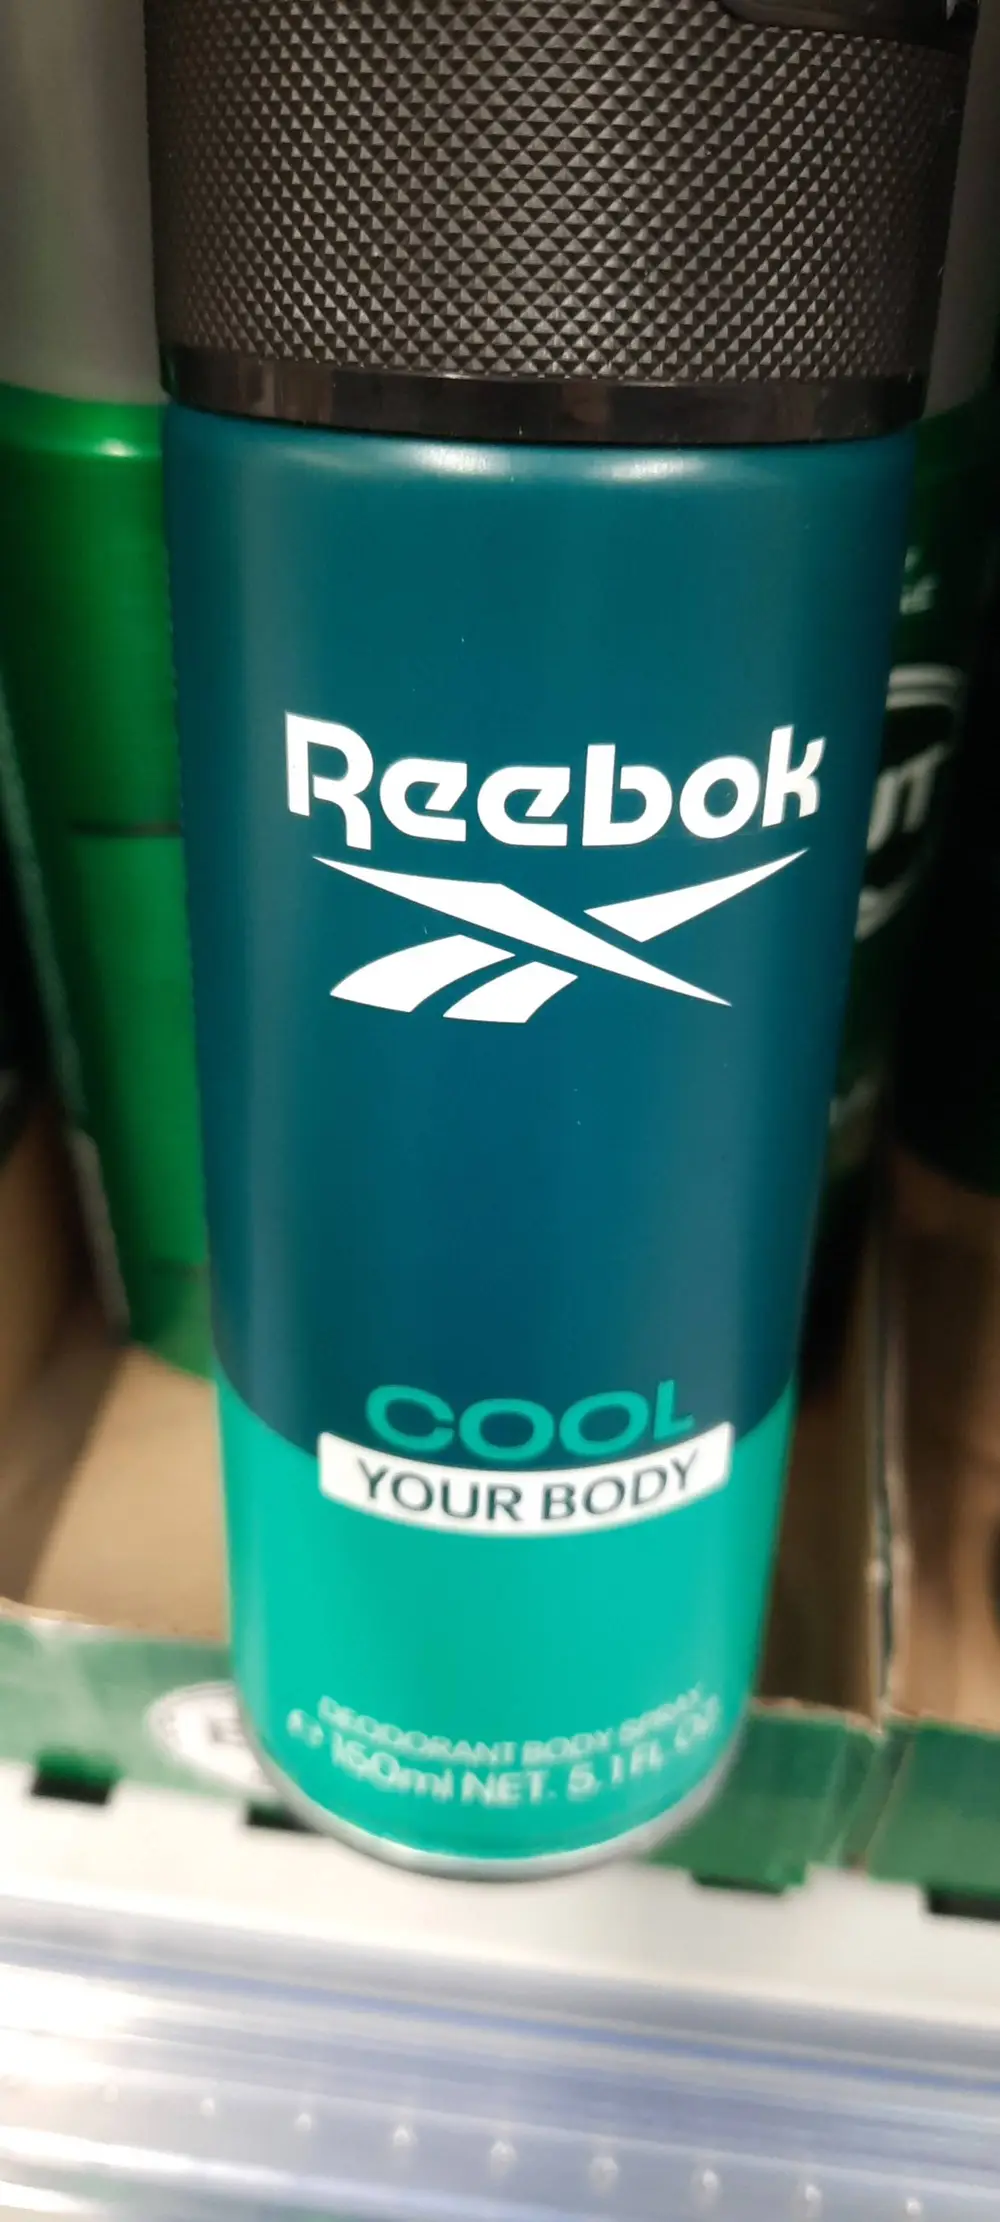 Reebok
COOL
YOUR BODY
DEODORANT BODY SPRAY
150ml NET. 5.1 FL OZ